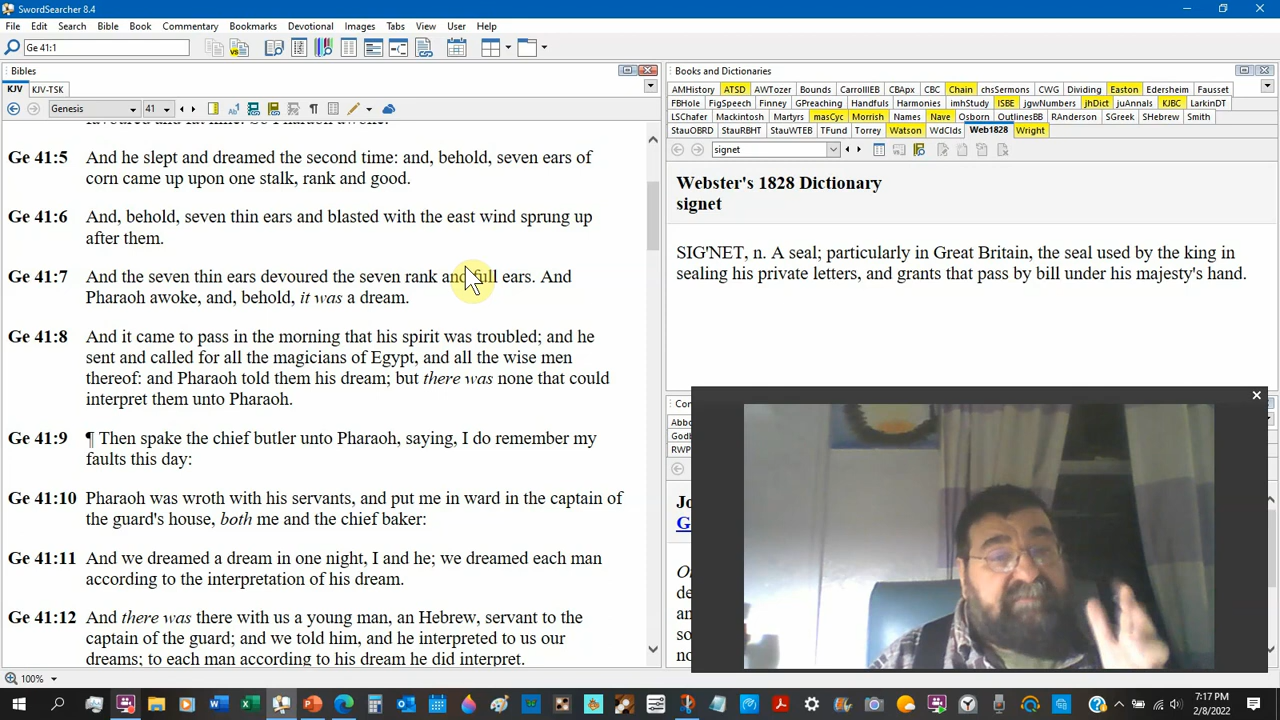 SwordSearcher 8.4
File Edit Search Bible Book Commentary Bookmarks Devotional Images Tabs View User Help
Ge 41:1
Bibles
KJV KJV-TSK
Genesis 41
Ge 41:5 And he slept and dreamed the second time: and, behold, seven ears of
corn came up upon one stalk, rank and good.
Ge 41:6 And, behold, seven thin ears and blasted with the east wind sprung up
after them.
Ge 41:7 And the seven thin ears devoured the seven rank and full ears. And
Pharaoh awoke, and, behold, it was a dream.
Ge 41:8 And it came to pass in the morning that his spirit was troubled; and he
sent and called for all the magicians of Egypt, and all the wise men
thereof: and Pharaoh told them his dream; but there was none that could
interpret them unto Pharaoh.
Ge 41:9 ¶ Then spake the chief butler unto Pharaoh, saying, I do remember my
faults this day:
Ge 41:10 Pharaoh was wroth with his servants, and put me in ward in the captain of
the guard's house, both me and the chief baker:
Ge 41:11 And we dreamed a dream in one night, I and he; we dreamed each man
according to the interpretation of his dream.
Ge 41:12 And there was there with us a young man, an Hebrew, servant to the
captain of the guard; and we told him, and he interpreted to us our
dreams; to each man according to his dream he did interpret.
100%
Books and Dictionaries
AMHistory ATSD AWTozer Bounds CarrollIEB CBApx CBC Chain chsSermons CWG Dividing Easton Edersheim Fausset
FBHole FigSpeech Finney GPreaching Handfuls Harmonies imhStudy ISBE jgwNumbers jhDict juAnnals KJBC LarkinDT
LSChafer Mackintosh Martyrs masCyc Morrish Names Nave Osborn OutlinesBB RAnderson SGreek SHebrew Smith
StauOBRD StauRBHT StauWTEB TFund Torrey Watson WdClds Web1828 Wright
signet
Webster's 1828 Dictionary
signet
SIG'NET, n. A seal; particularly in Great Britain, the seal used by the king in
sealing his private letters, and grants that pass by bill under his majesty's hand.
7:17 PM
2/8/2022